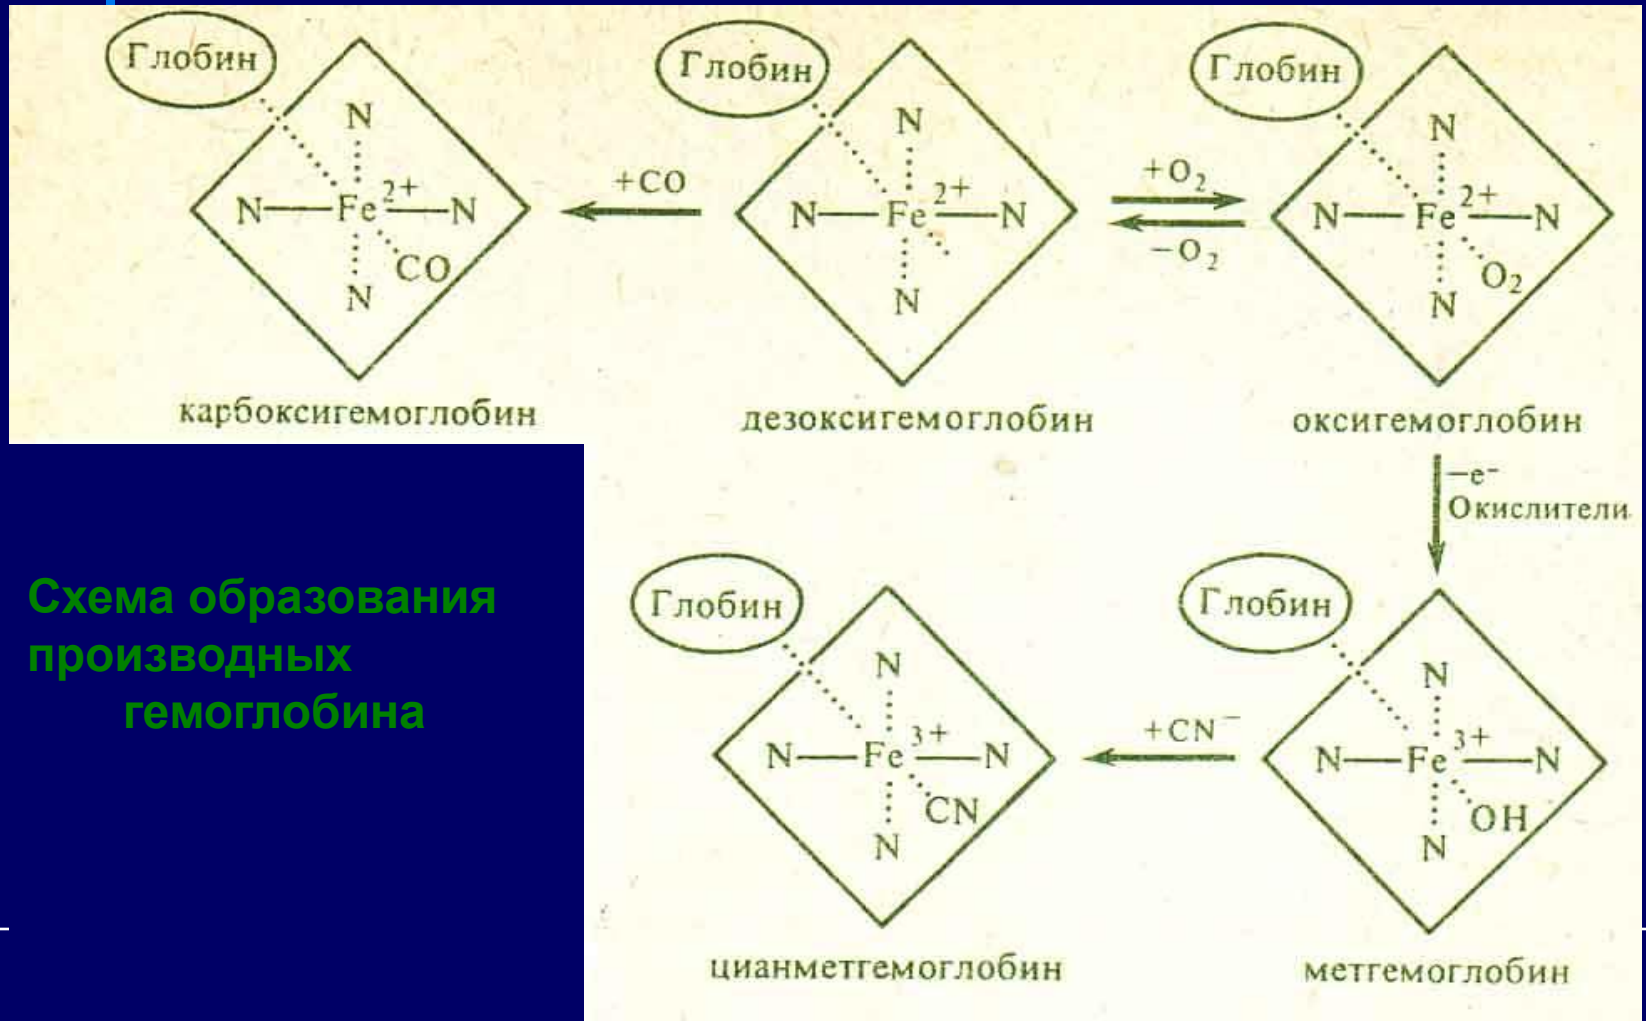 Глобин
N
N—Fe2+—N
CO
N
карбоксигемоглобин
+CO
Глобин
N
N—Fe2+—N
N
дезоксигемоглобин
+O2
−O2
Глобин
N
N—Fe2+—N
O2
N
оксигемоглобин
−e−
Окислители
Схема образования
производных
гемоглобина
Глобин
N
N—Fe3+—N
CN
N
цианметгемоглобин
+CN−
Глобин
N
N—Fe3+—N
OH
N
метгемоглобин